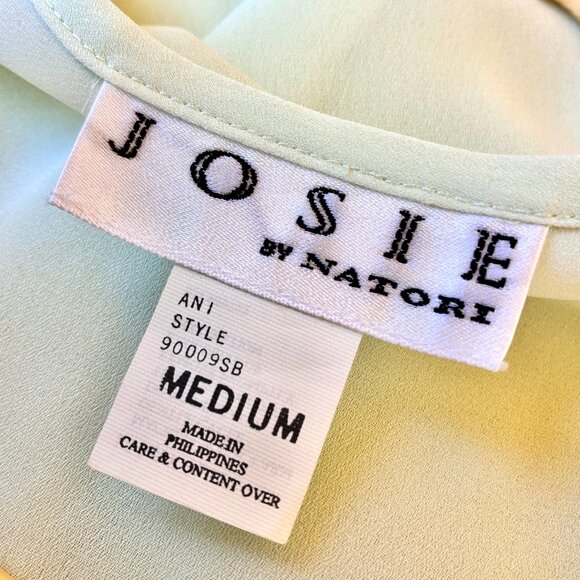 JOSIE
BY NATORI
ANI
STYLE
90009SB
MEDIUM
MADE IN
PHILIPPINES
CARE & CONTENT OVER